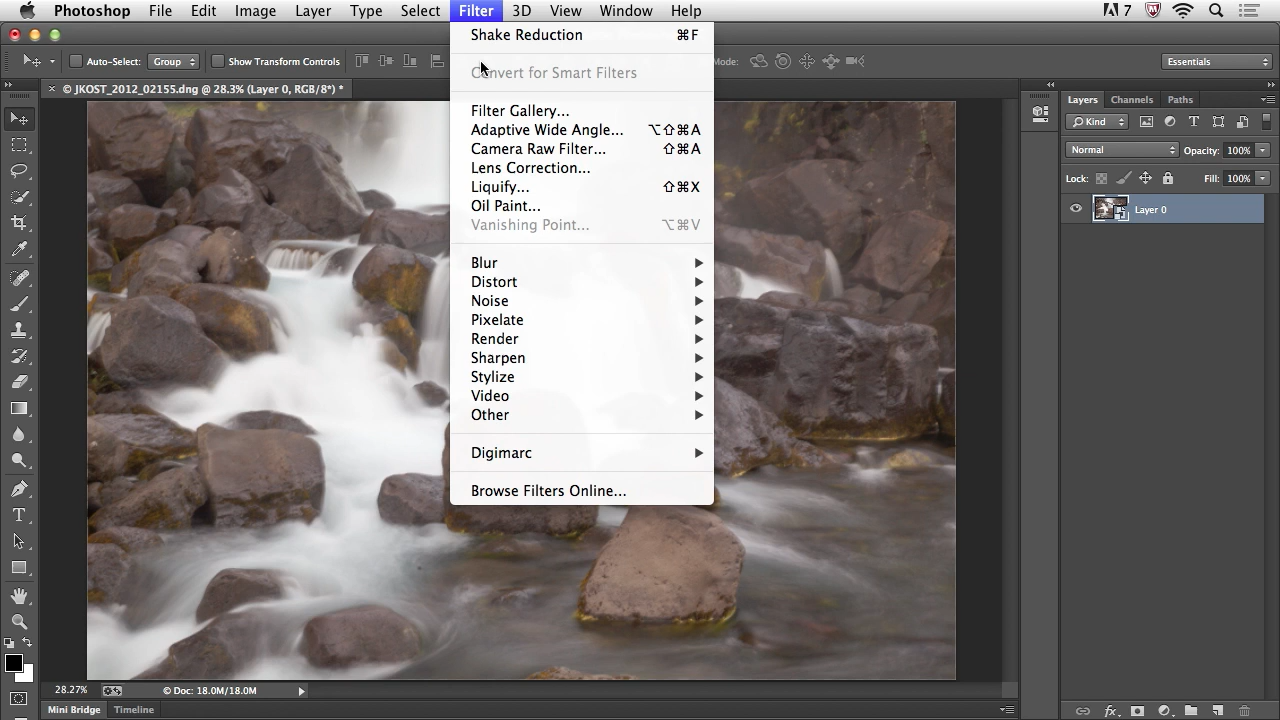 Photoshop File Edit Image Layer Type Select Filter 3D View Window Help 7
Auto-Select: Group Show Transform Controls Mode: Essentials
× © JKOST_2012_02155.dng @ 28.3% (Layer 0, RGB/8*) *
Shake Reduction ⌘F
Convert for Smart Filters
Filter Gallery...
Adaptive Wide Angle... ⌥⇧⌘A
Camera Raw Filter... ⇧⌘A
Lens Correction...
Liquify... ⇧⌘X
Oil Paint...
Vanishing Point... ⌥⌘V
Blur
Distort
Noise
Pixelate
Render
Sharpen
Stylize
Video
Other
Digimarc
Browse Filters Online...
Layers Channels Paths
Kind
Normal Opacity: 100%
Lock: Fill: 100%
Layer 0
28.27% © Doc: 18.0M/18.0M
Mini Bridge Timeline